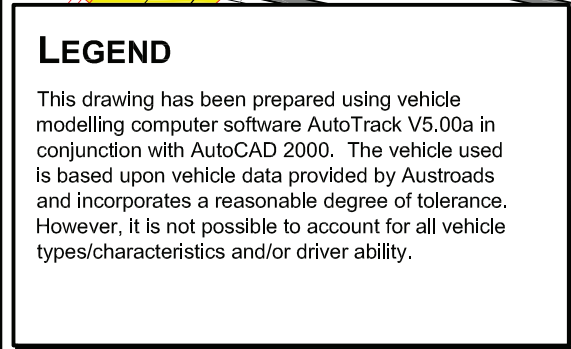 LEGEND
This drawing has been prepared using vehicle
modelling computer software AutoTrack V5.00a in
conjunction with AutoCAD 2000. The vehicle used
is based upon vehicle data provided by Austroads
and incorporates a reasonable degree of tolerance.
However, it is not possible to account for all vehicle
types/characteristics and/or driver ability.